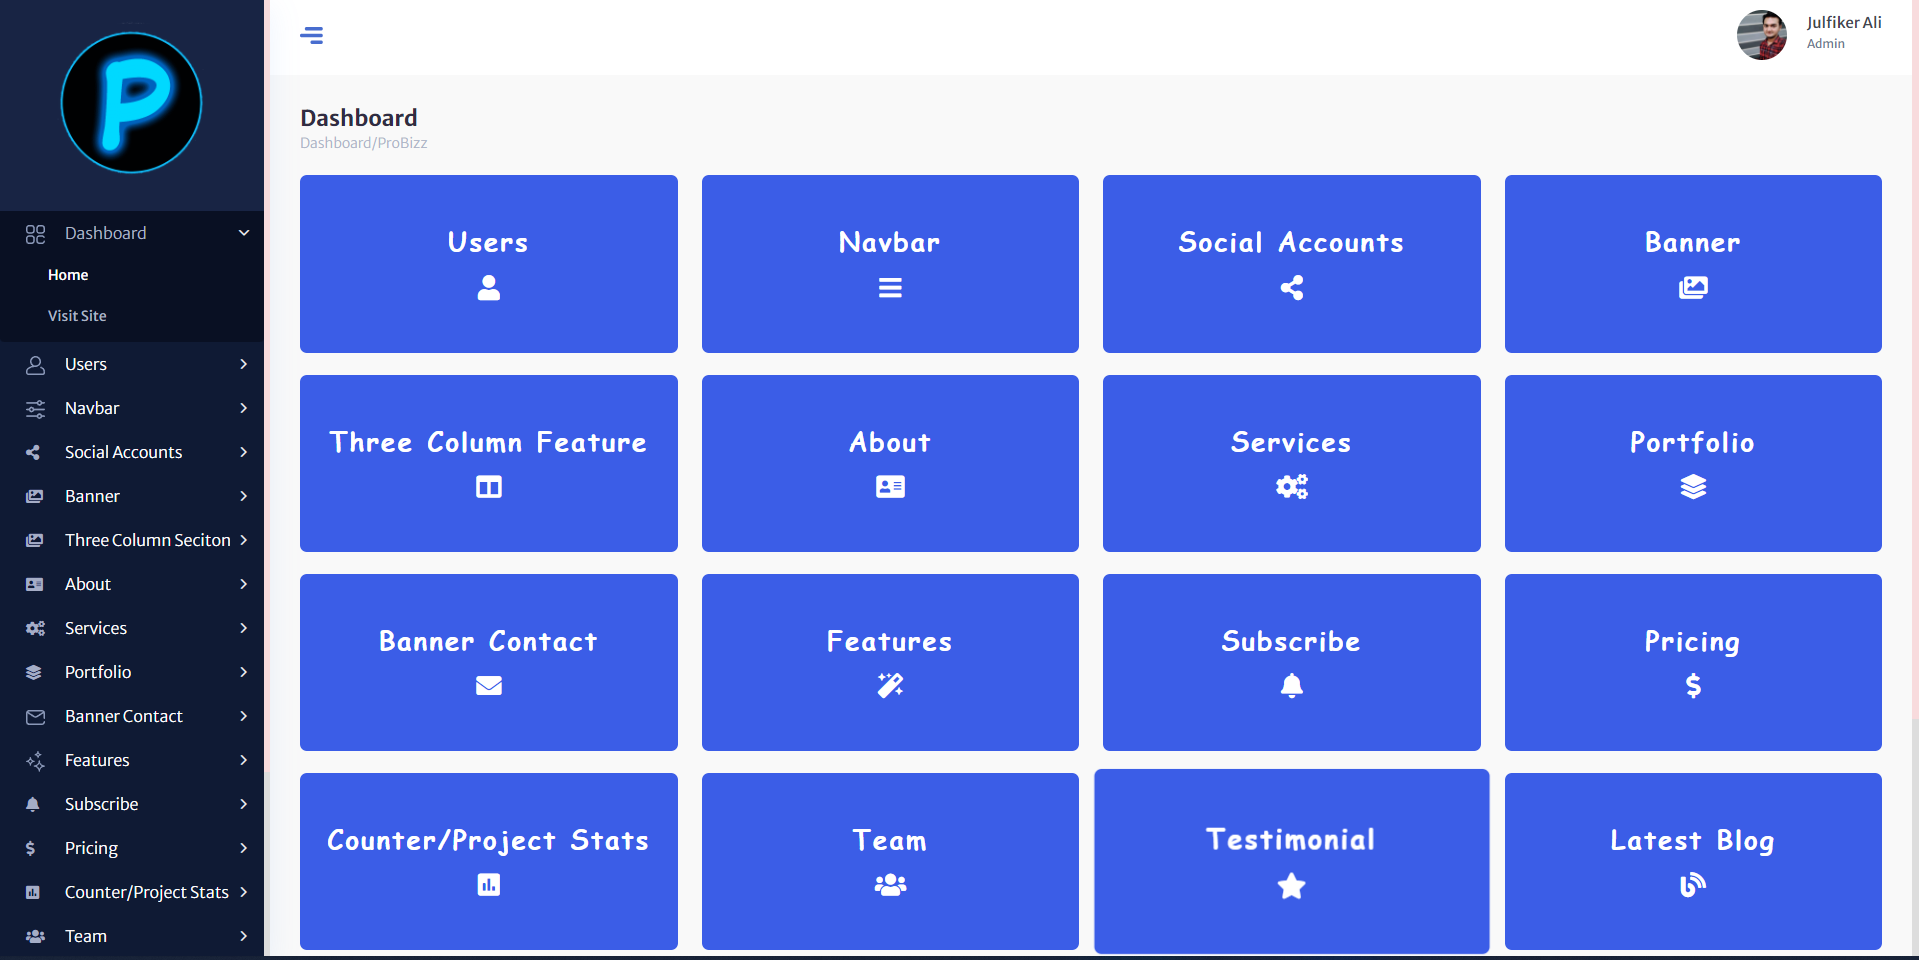 P
Dashboard
Home
Visit Site
Users
Navbar
Social Accounts
Banner
Three Column Seciton
About
Services
Portfolio
Banner Contact
Features
Subscribe
Pricing
Counter/Project Stats
Team
Julfiker Ali
Admin
Dashboard
Dashboard/ProBizz
Users
Navbar
Social Accounts
Banner
Three Column Feature
About
Services
Portfolio
Banner Contact
Features
Subscribe
Pricing
Counter/Project Stats
Team
Testimonial
Latest Blog